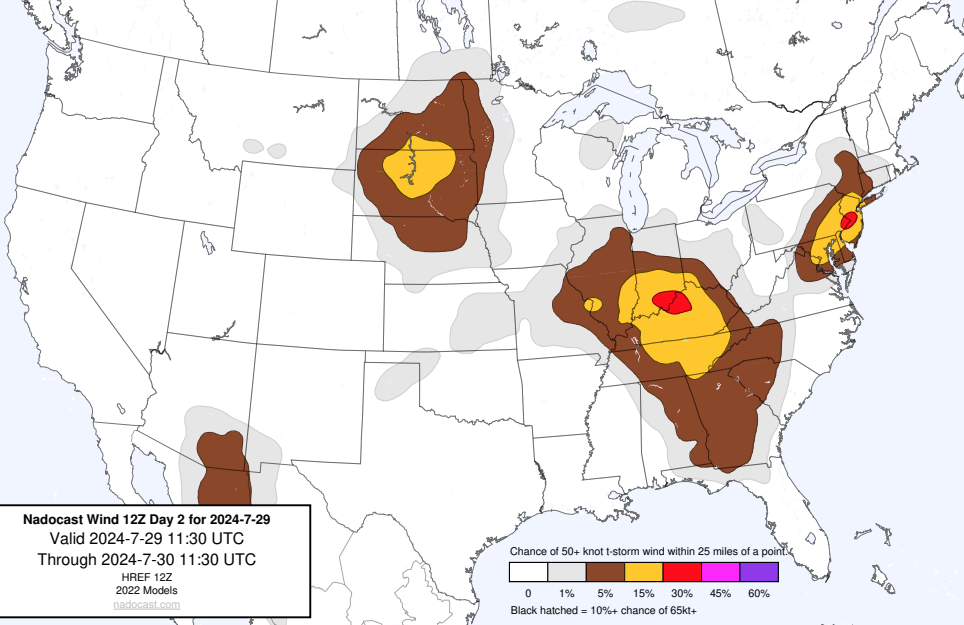 Nadocast Wind 12Z Day 2 for 2024-7-29
Valid 2024-7-29 11:30 UTC
Through 2024-7-30 11:30 UTC
HREF 12Z
2022 Models
nadocast.com
Chance of 50+ knot t-storm wind within 25 miles of a point.
0 1% 5% 15% 30% 45% 60%
Black hatched = 10%+ chance of 65kt+